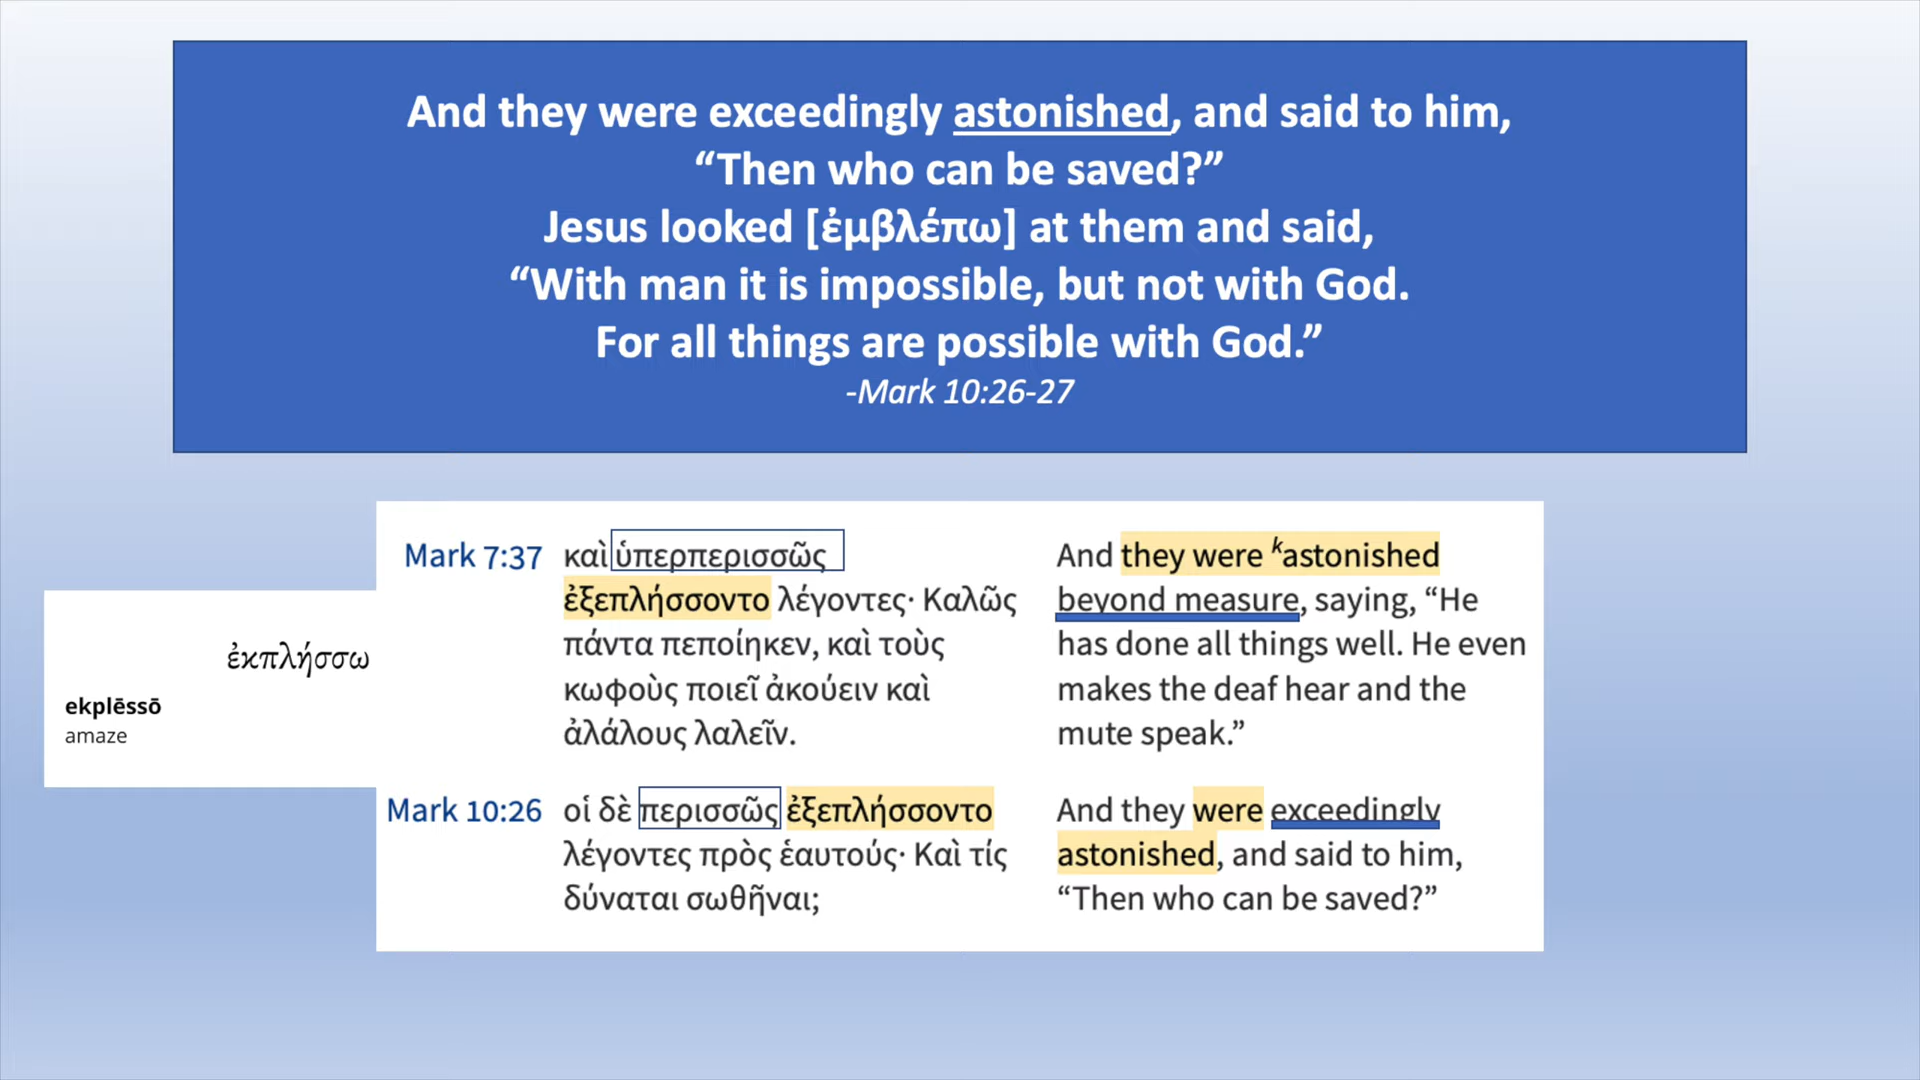 And they were exceedingly astonished, and said to him,
“Then who can be saved?”
Jesus looked [ἐμβλέπω] at them and said,
“With man it is impossible, but not with God.
For all things are possible with God.”
-Mark 10:26-27
ἐκπλήσσω
ekplēssō
amaze
Mark 7:37
καὶ ὑπερπερισσῶς
ἐξεπλήσσοντο λέγοντες· Καλῶς
πάντα πεποίηκεν, καὶ τοὺς
κωφοὺς ποιεῖ ἀκούειν καὶ
ἀλάλους λαλεῖν.
And they were ᵏastonished
beyond measure, saying, “He
has done all things well. He even
makes the deaf hear and the
mute speak.”
Mark 10:26
οἱ δὲ περισσῶς ἐξεπλήσσοντο
λέγοντες πρὸς ἑαυτούς· Καὶ τίς
δύναται σωθῆναι;
And they were exceedingly
astonished, and said to him,
“Then who can be saved?”